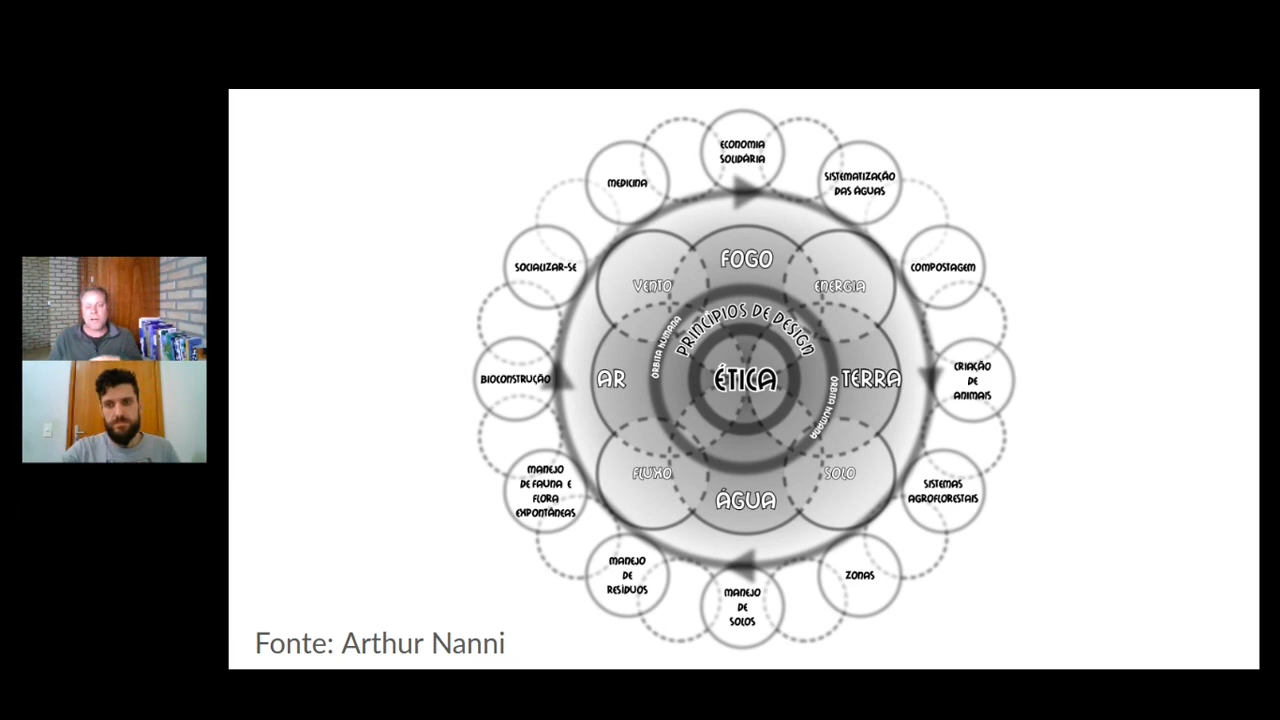 ECONOMIA
SOLIDÁRIA
MEDICINA
SISTEMATIZAÇÃO
DAS ÁGUAS
SOCIALIZAR-SE
COMPOSTAGEM
FOGO
VENTO
ENERGIA
PRINCÍPIOS DE DESIGN
ÓRBITA HUMANA
ÉTICA
AR
TERRA
ÓRBITA HUMANA
BIOCONSTRUÇÃO
CRIAÇÃO
DE
ANIMAIS
FLUXO
SOLO
ÁGUA
MANEJO
DE FAUNA E
FLORA
EXPONTÂNEAS
SISTEMAS
AGROFLORESTAIS
MANEJO
DE
RESÍDUOS
ZONAS
MANEJO
DE
SOLOS
Fonte: Arthur Nanni